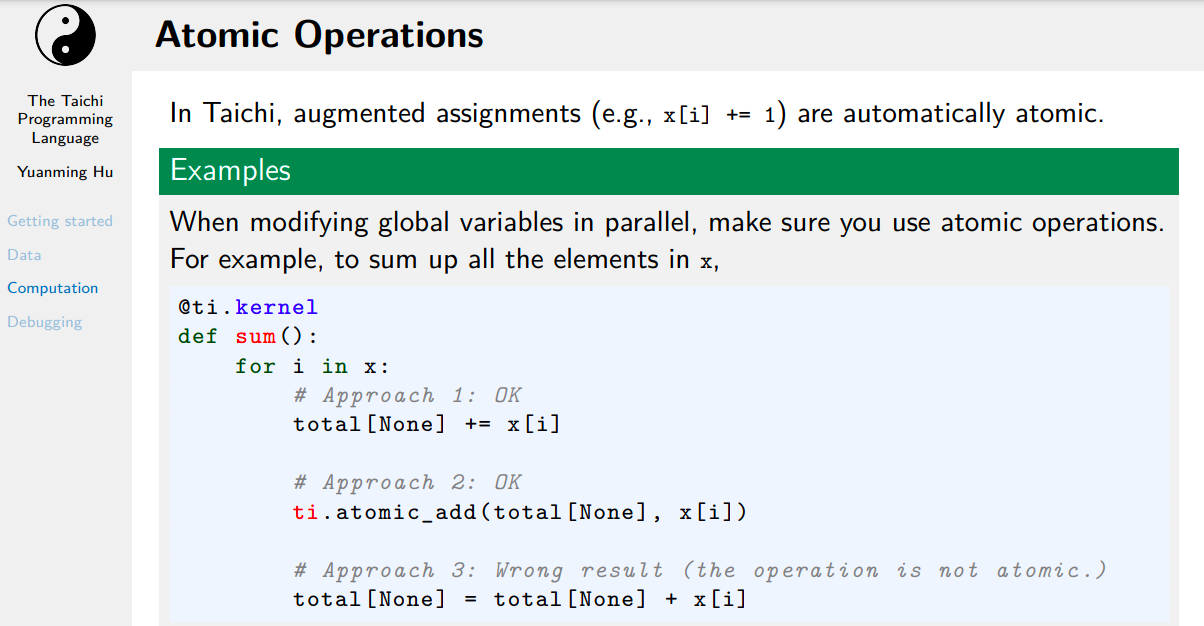 Atomic Operations
The Taichi
Programming
Language
Yuanming Hu
Getting started
Data
Computation
Debugging
In Taichi, augmented assignments (e.g., x[i] += 1) are automatically atomic.
Examples
When modifying global variables in parallel, make sure you use atomic operations.
For example, to sum up all the elements in x,
@ti.kernel
def sum():
    for i in x:
        # Approach 1: OK
        total[None] += x[i]
        # Approach 2: OK
        ti.atomic_add(total[None], x[i])
        # Approach 3: Wrong result (the operation is not atomic.)
        total[None] = total[None] + x[i]